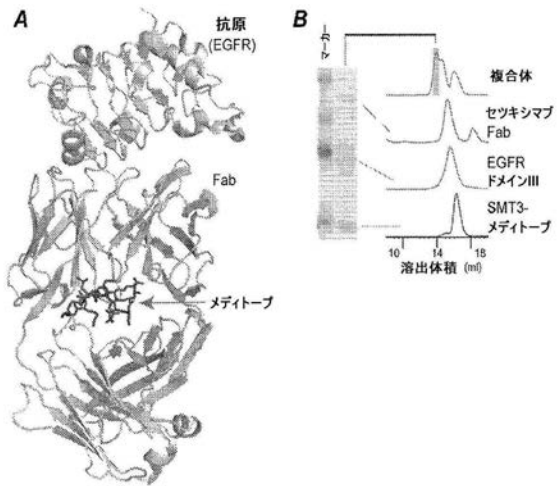 A
抗原
(EGFR)
Fab
メディトープ
B
マーカー
複合体
セツキシマブ
Fab
EGFR
ドメインIII
SMT3-
メディトープ
10 14 16 18
溶出体積 (ml)